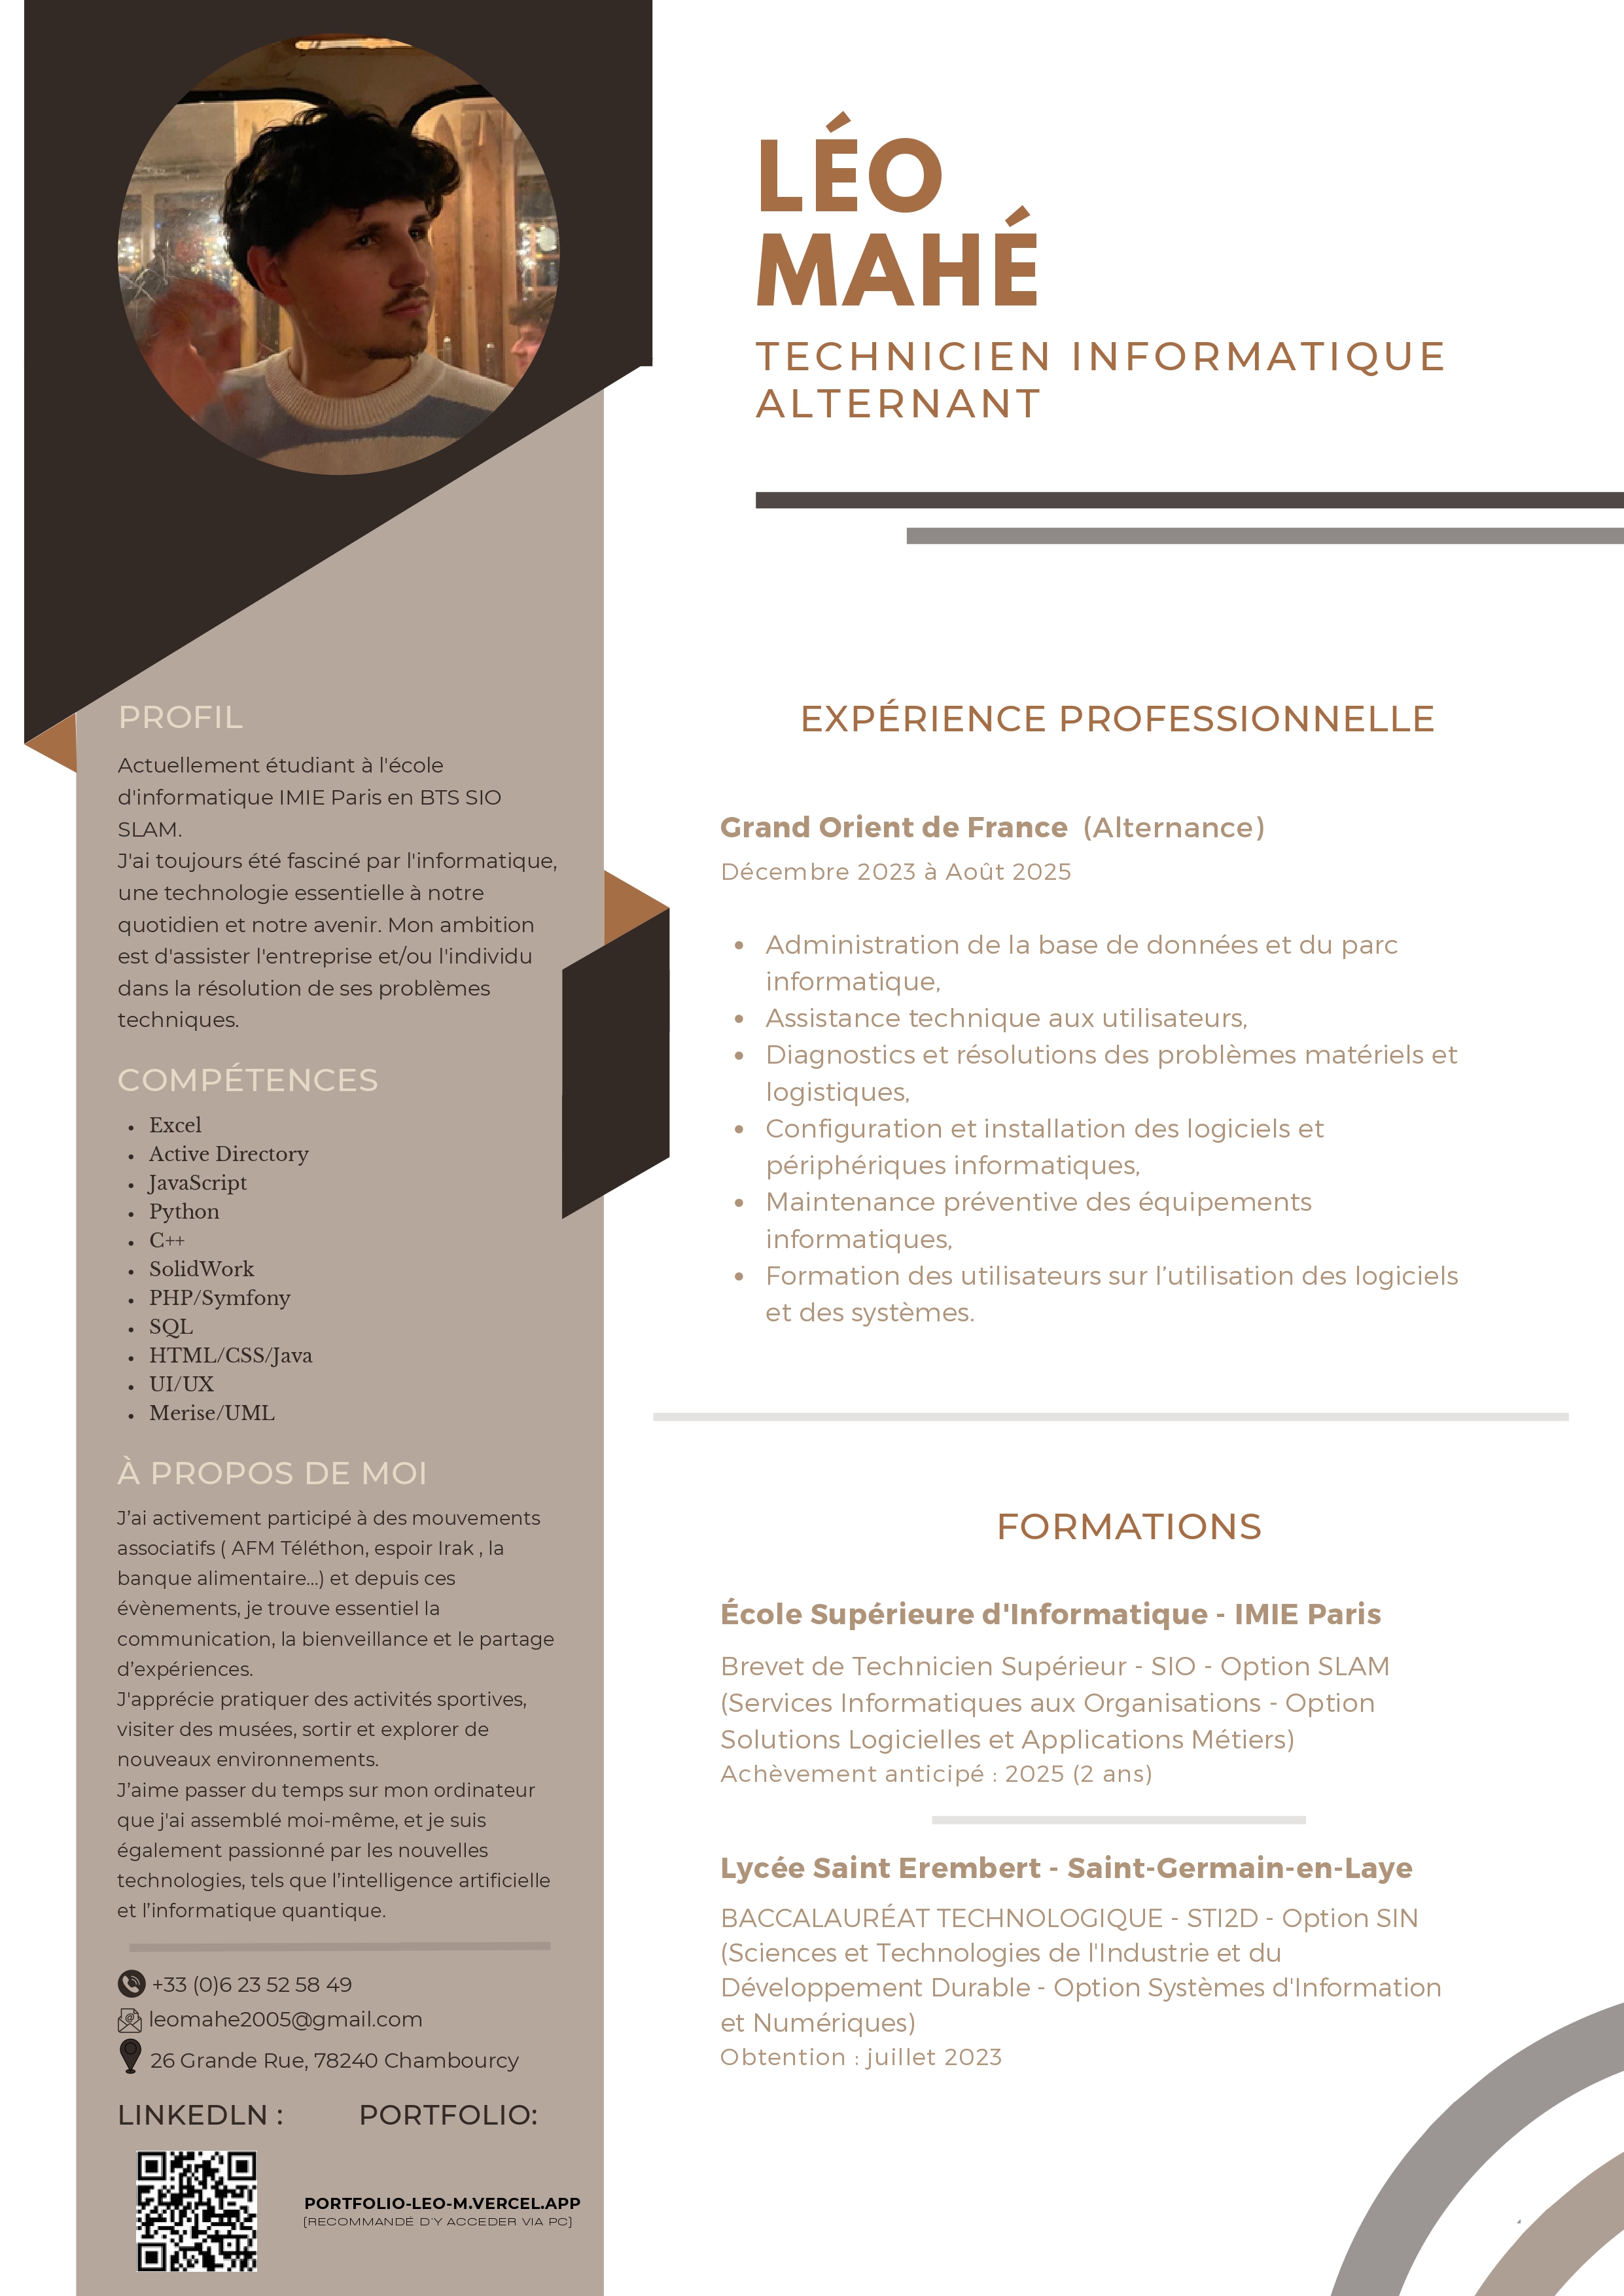 LÉO
MAHÉ
TECHNICIEN INFORMATIQUE
ALTERNANT
PROFIL
Actuellement étudiant à l'école
d'informatique IMIE Paris en BTS SIO
SLAM.
J'ai toujours été fasciné par l'informatique,
une technologie essentielle à notre
quotidien et notre avenir. Mon ambition
est d'assister l'entreprise et/ou l'individu
dans la résolution de ses problèmes
techniques.
COMPÉTENCES
• Excel
• Active Directory
• JavaScript
• Python
• C++
• SolidWork
• PHP/Symfony
• SQL
• HTML/CSS/Java
• UI/UX
• Merise/UML
À PROPOS DE MOI
J’ai activement participé à des mouvements
associatifs ( AFM Téléthon, espoir Irak , la
banque alimentaire...) et depuis ces
évènements, je trouve essentiel la
communication, la bienveillance et le partage
d’expériences.
J'apprécie pratiquer des activités sportives,
visiter des musées, sortir et explorer de
nouveaux environnements.
J’aime passer du temps sur mon ordinateur
que j'ai assemblé moi-même, et je suis
également passionné par les nouvelles
technologies, tels que l’intelligence artificielle
et l’informatique quantique.
+33 (0)6 23 52 58 49
leomahe2005@gmail.com
26 Grande Rue, 78240 Chambourcy
LINKEDLN : PORTFOLIO:
PORTFOLIO-LEO-M.VERCEL.APP
(RECOMMANDÉ D'Y ACCEDER VIA PC)
EXPÉRIENCE PROFESSIONNELLE
Grand Orient de France (Alternance)
Décembre 2023 à Août 2025
• Administration de la base de données et du parc
informatique,
• Assistance technique aux utilisateurs,
• Diagnostics et résolutions des problèmes matériels et
logistiques,
• Configuration et installation des logiciels et
périphériques informatiques,
• Maintenance préventive des équipements
informatiques,
• Formation des utilisateurs sur l’utilisation des logiciels
et des systèmes.
FORMATIONS
École Supérieure d'Informatique - IMIE Paris
Brevet de Technicien Supérieur - SIO - Option SLAM
(Services Informatiques aux Organisations - Option
Solutions Logicielles et Applications Métiers)
Achèvement anticipé : 2025 (2 ans)
Lycée Saint Erembert - Saint-Germain-en-Laye
BACCALAURÉAT TECHNOLOGIQUE - STI2D - Option SIN
(Sciences et Technologies de l'Industrie et du
Développement Durable - Option Systèmes d'Information
et Numériques)
Obtention : juillet 2023